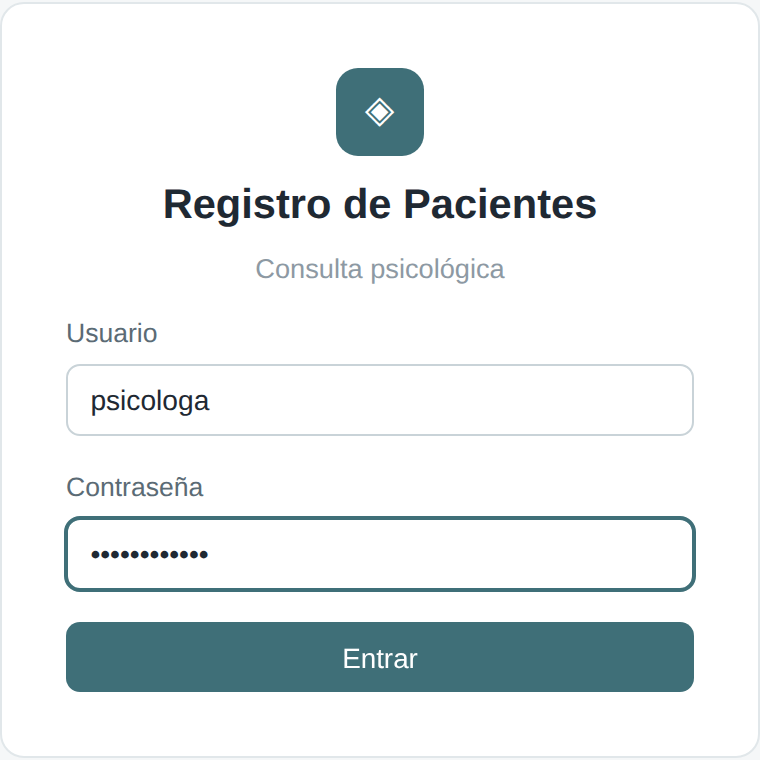 Registro de Pacientes
Consulta psicológica
Usuario
psicologa
Contraseña
••••••••••••
Entrar